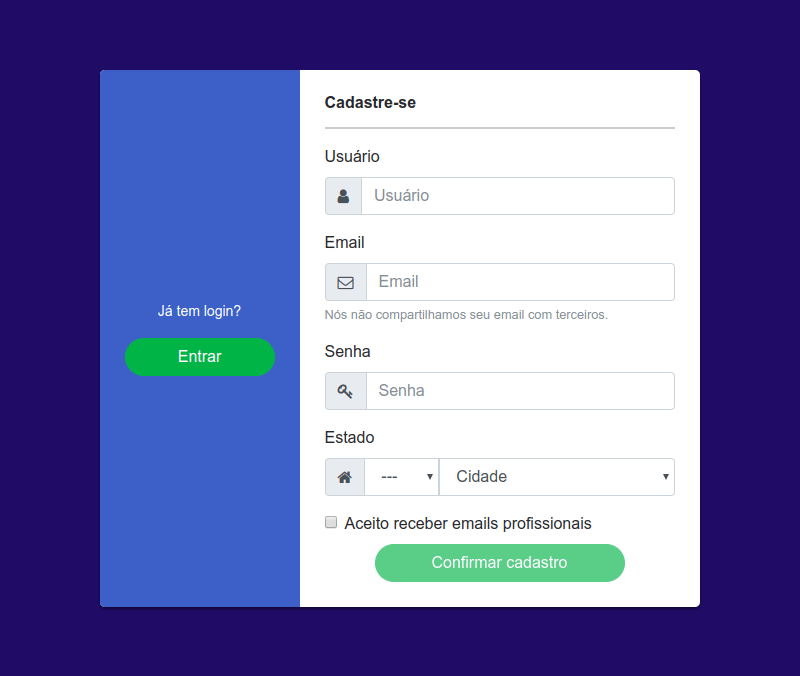 Já tem login?
Entrar
Cadastre-se
Usuário
Usuário
Email
Email
Nós não compartilhamos seu email com terceiros.
Senha
Senha
Estado
--- Cidade
Aceito receber emails profissionais
Confirmar cadastro